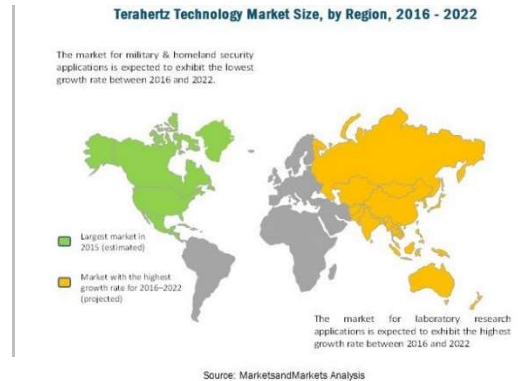 Terahertz Technology Market Size, by Region, 2016 - 2022
The market for military & homeland security
applications is expected to exhibit the lowest
growth rate between 2016 and 2022.
Largest market in
2015 (estimated)
Market with the highest
growth rate for 2016–2022
(projected)
The market for laboratory research
applications is expected to exhibit the highest
growth rate between 2016 and 2022
Source: MarketsandMarkets Analysis